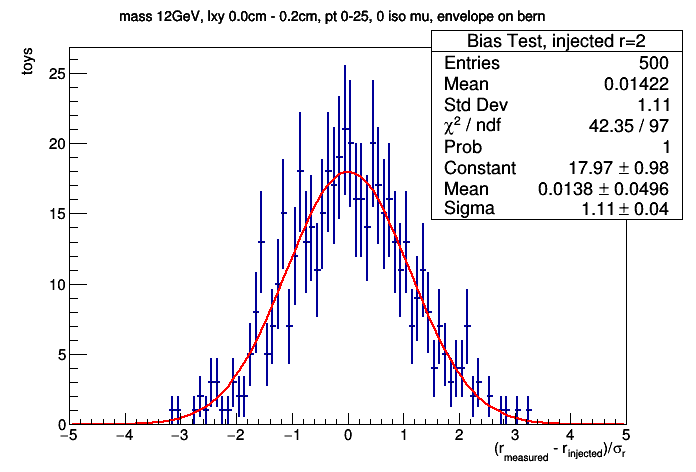 mass 12GeV, lxy 0.0cm - 0.2cm, pt 0-25, 0 iso mu, envelope on bern
Bias Test, injected r=2
Entries 500
Mean 0.01422
Std Dev 1.11
χ² / ndf 42.35 / 97
Prob 1
Constant 17.97 ± 0.98
Mean 0.0138 ± 0.0496
Sigma 1.11 ± 0.04
toys
25
20
15
10
5
0
−5 −4 −3 −2 −1 0 1 2 3 4 5
(r_measured - r_injected)/σ_r